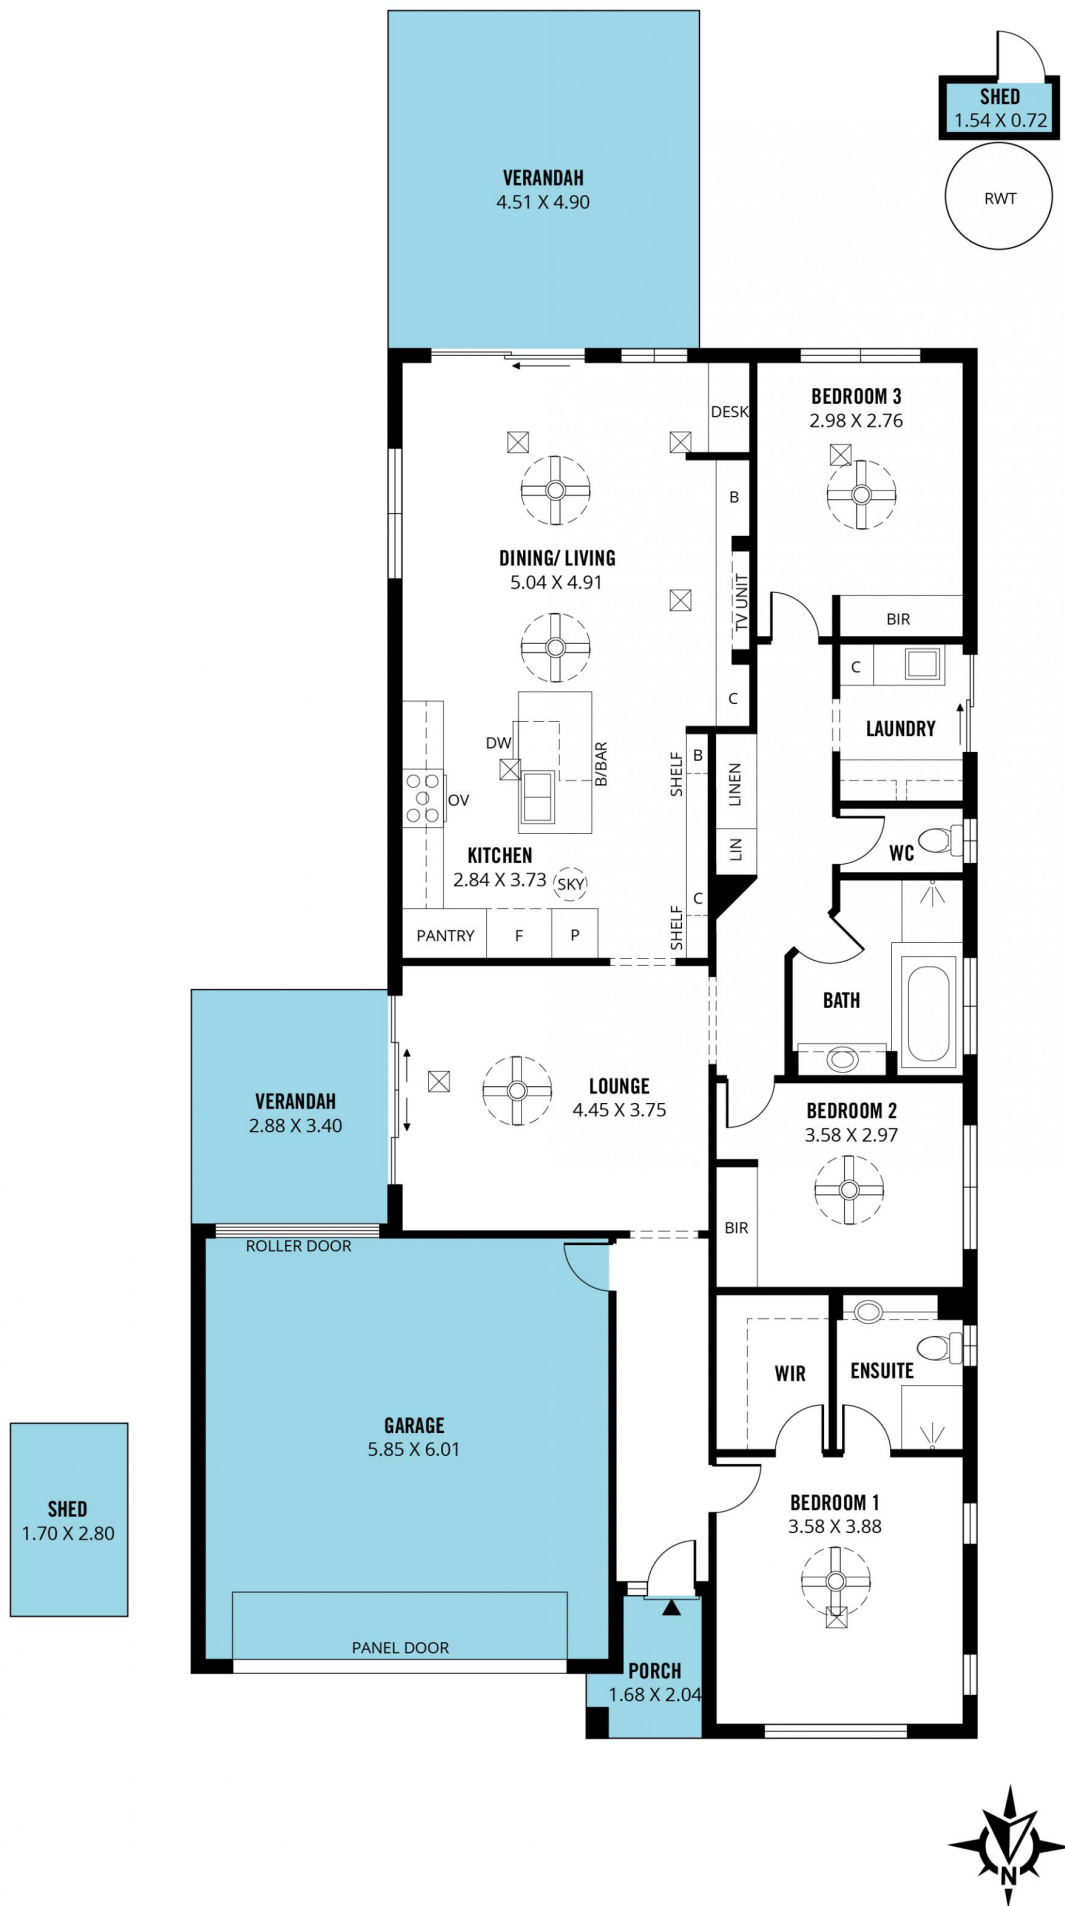 SHED
1.54 X 0.72
RWT
VERANDAH
4.51 X 4.90
DESK
BEDROOM 3
2.98 X 2.76
B
DINING/ LIVING
5.04 X 4.91
TV UNIT
BIR
C
C
LAUNDRY
DW
B/BAR
SHELF
B
LINEN
OV
LIN
WC
KITCHEN
2.84 X 3.73
SKY
C
SHELF
PANTRY
F
P
BATH
LOUNGE
4.45 X 3.75
VERANDAH
2.88 X 3.40
BEDROOM 2
3.58 X 2.97
BIR
ROLLER DOOR
WIR
ENSUITE
GARAGE
5.85 X 6.01
SHED
1.70 X 2.80
BEDROOM 1
3.58 X 3.88
PANEL DOOR
PORCH
1.68 X 2.04
N